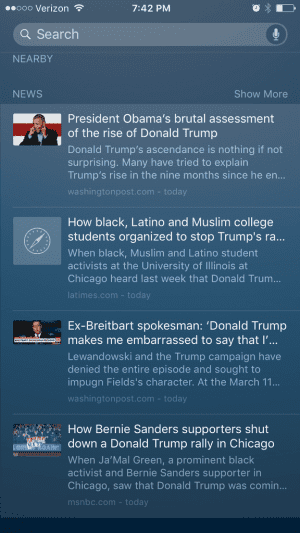 Verizon 7:42 PM
Search
NEARBY
NEWS Show More
President Obama's brutal assessment
of the rise of Donald Trump
Donald Trump's ascendance is nothing if not
surprising. Many have tried to explain
Trump's rise in the nine months since he en...
washingtonpost.com - today
How black, Latino and Muslim college
students organized to stop Trump's ra...
When black, Muslim and Latino student
activists at the University of Illinois at
Chicago heard last week that Donald Trum...
latimes.com - today
Ex-Breitbart spokesman: 'Donald Trump
makes me embarrassed to say that I'...
Lewandowski and the Trump campaign have
denied the entire episode and sought to
impugn Fields's character. At the March 11...
washingtonpost.com - today
How Bernie Sanders supporters shut
down a Donald Trump rally in Chicago
When Ja'Mal Green, a prominent black
activist and Bernie Sanders supporter in
Chicago, saw that Donald Trump was comin...
msnbc.com - today